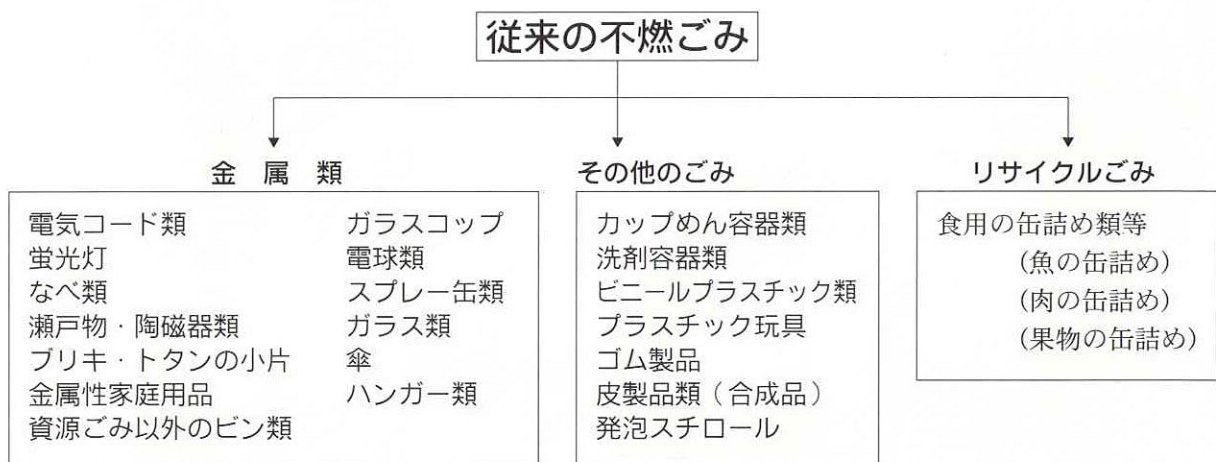 従来の不燃ごみ
金属類
電気コード類
蛍光灯
なべ類
瀬戸物・陶磁器類
ブリキ・トタンの小片
金属性家庭用品
資源ごみ以外のビン類
ガラスコップ
電球類
スプレー缶類
ガラス類
傘
ハンガー類
その他のごみ
カップめん容器類
洗剤容器類
ビニールプラスチック類
プラスチック玩具
ゴム製品
皮製品類(合成品)
発泡スチロール
リサイクルごみ
食用の缶詰め類等
(魚の缶詰め)
(肉の缶詰め)
(果物の缶詰め)